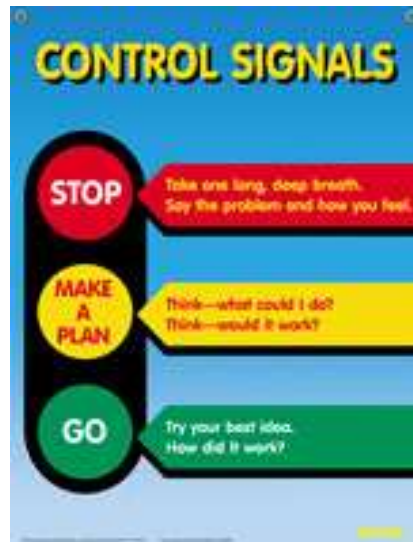 CONTROL SIGNALS
STOP
Take one long, deep breath.
Say the problem and how you feel.
MAKE
A
PLAN
Think—what could I do?
Think—would it work?
GO
Try your best idea.
How did it work?